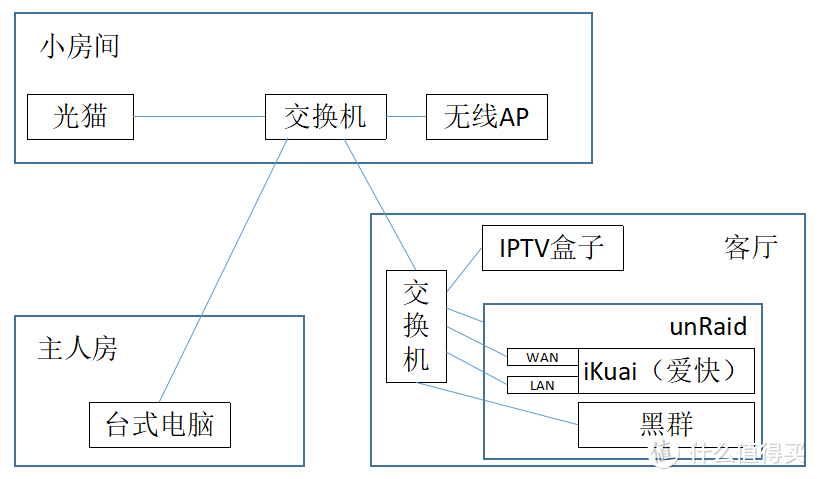 小房间
光猫
交换机
无线AP
IPTV盒子
客厅
交
换
机
unRaid
主人房
WAN
iKuai（爱快）
LAN
台式电脑
黑群
值 什么值得买